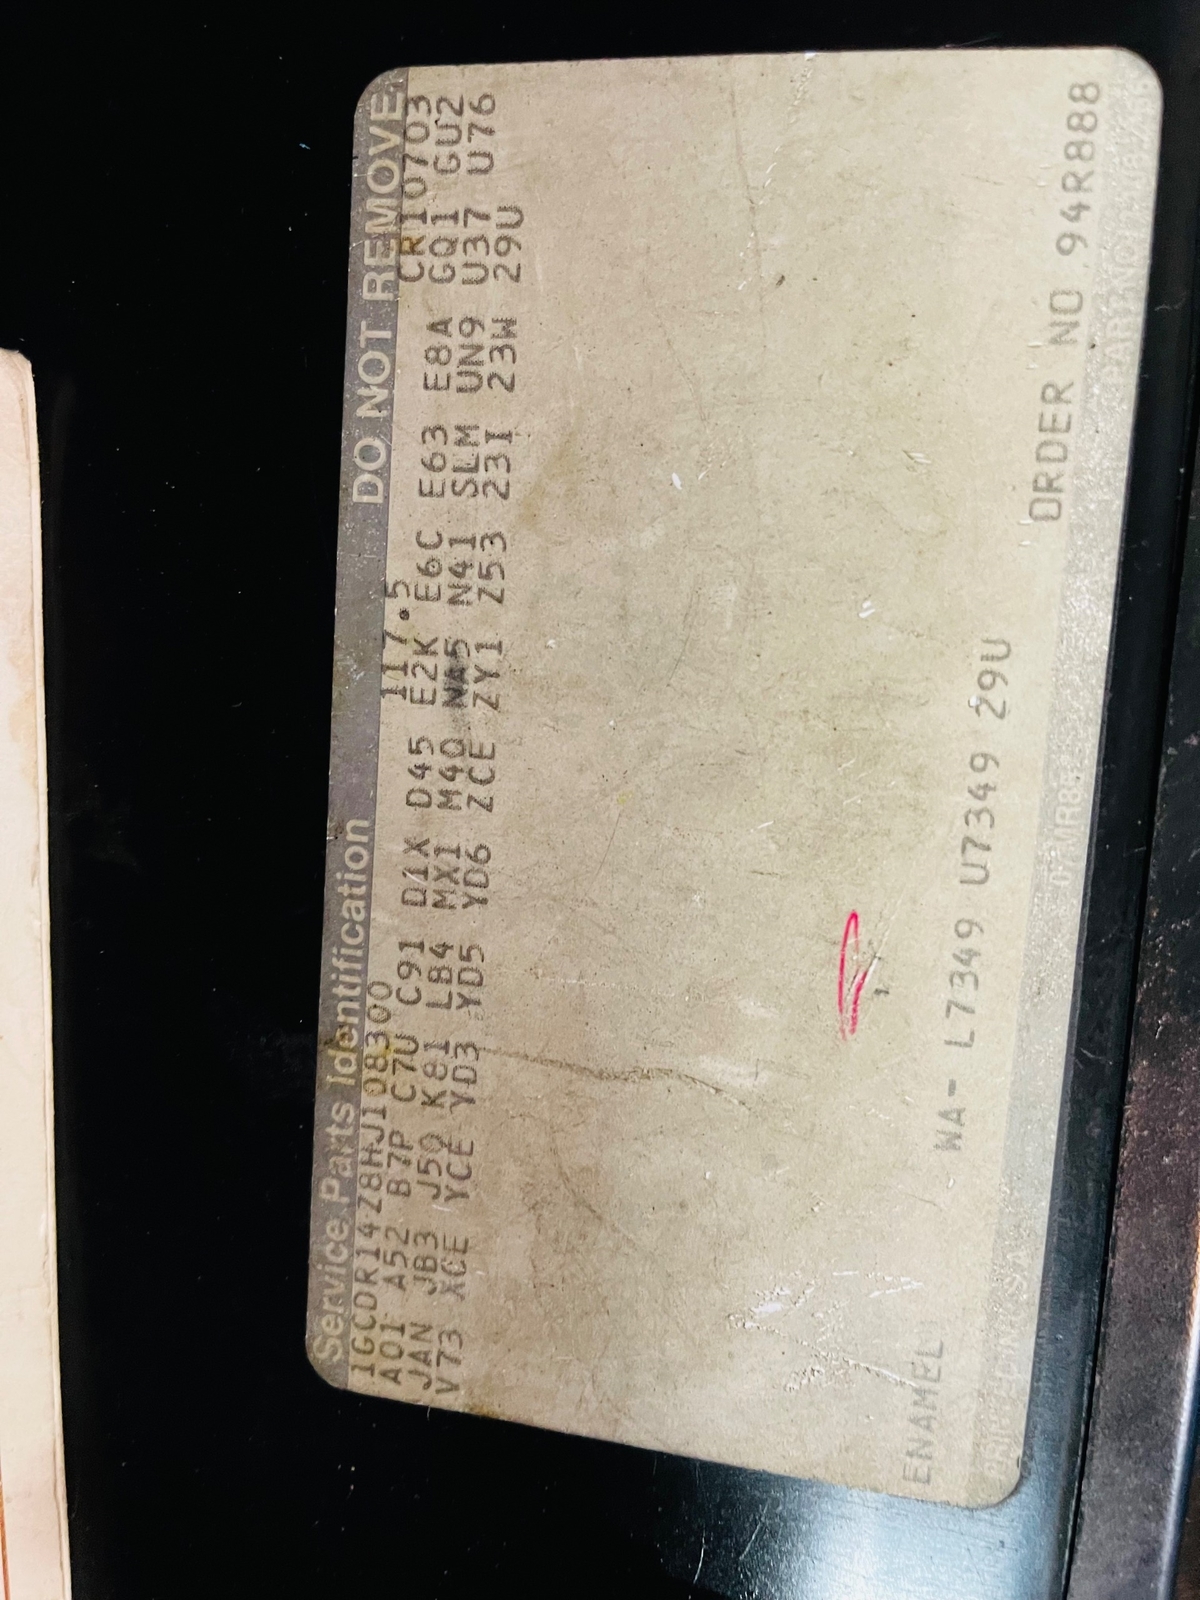 Service Parts Identification DO NOT REMOVE
1GCDR14Z8HJ108300 117.5 CR10703
A01 A52 B7P C7U C91 D1X D45 E2K E6C E63 E8A GQ1 GU2
JAN JB3 J50 K81 LB4 MX1 M40 NA5 N41 SLM UN9 U37 U76
V73 XCE YCE YD3 YD5 YD6 ZCE ZY1 Z53 23I 23W 29U
ENAMEL WA- L7349 U7349 29U ORDER NO 94R888